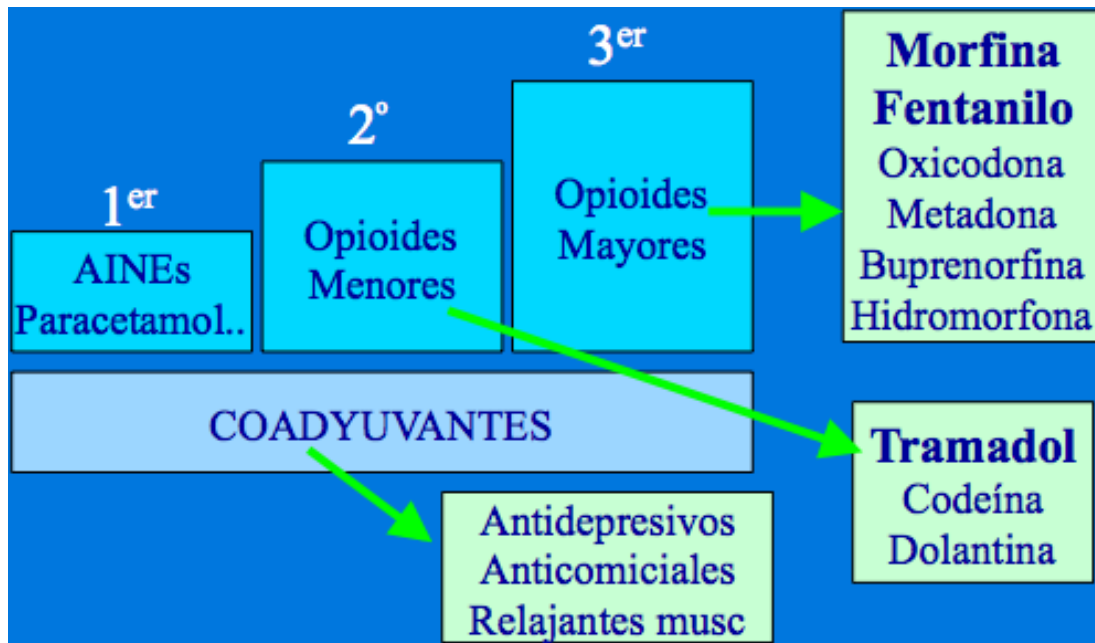 1er
AINEs
Paracetamol..
2º
Opioides
Menores
3er
Opioides
Mayores
COADYUVANTES
Morfina
Fentanilo
Oxicodona
Metadona
Buprenorfina
Hidromorfona
Tramadol
Codeína
Dolantina
Antidepresivos
Anticomiciales
Relajantes musc